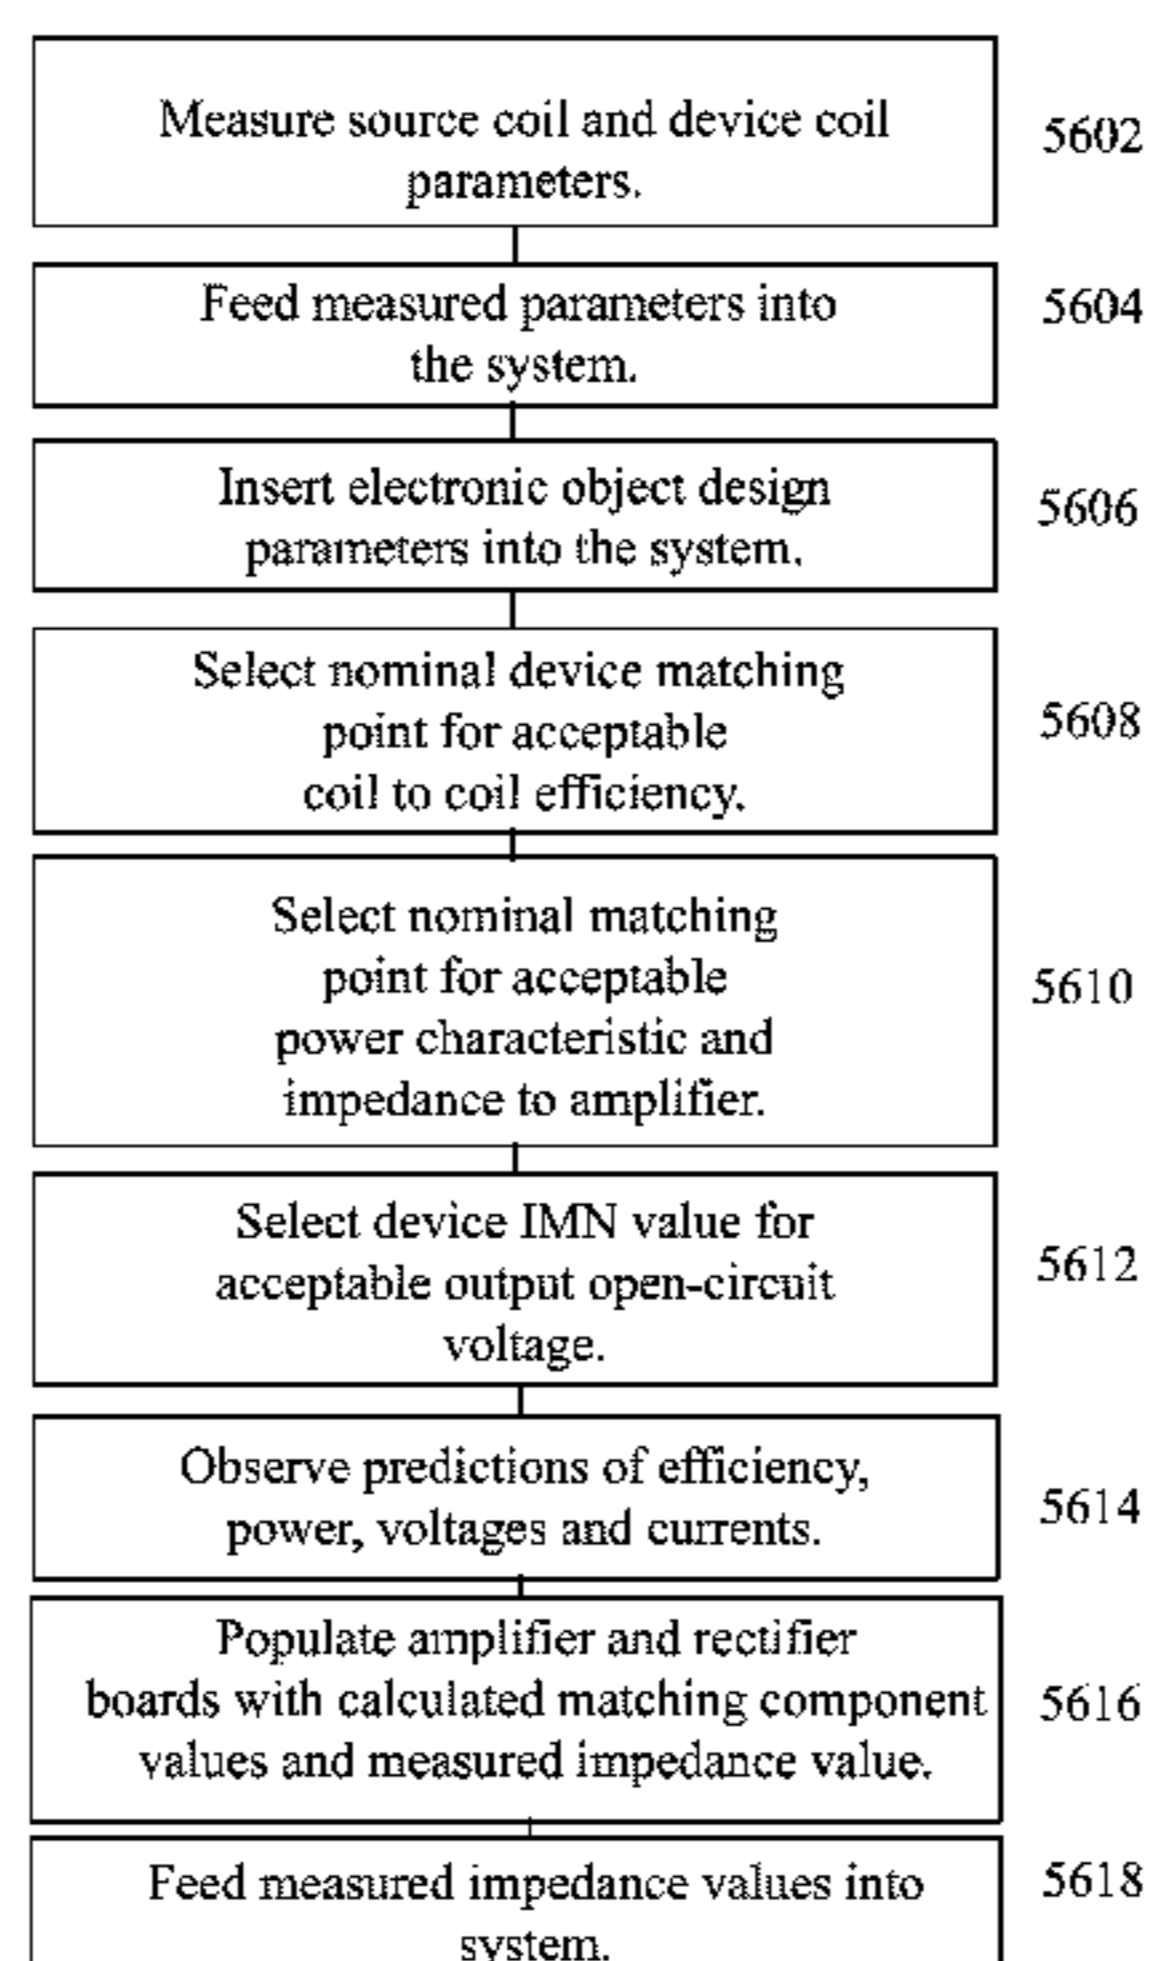 Measure source coil and device coil
parameters.
5602
Feed measured parameters into
the system.
5604
Insert electronic object design
parameters into the system.
5606
Select nominal device matching
point for acceptable
coil to coil efficiency.
5608
Select nominal matching
point for acceptable
power characteristic and
impedance to amplifier.
5610
Select device IMN value for
acceptable output open-circuit
voltage.
5612
Observe predictions of efficiency,
power, voltages and currents.
5614
Populate amplifier and rectifier
boards with calculated matching component
values and measured impedance value.
5616
Feed measured impedance values into
system.
5618